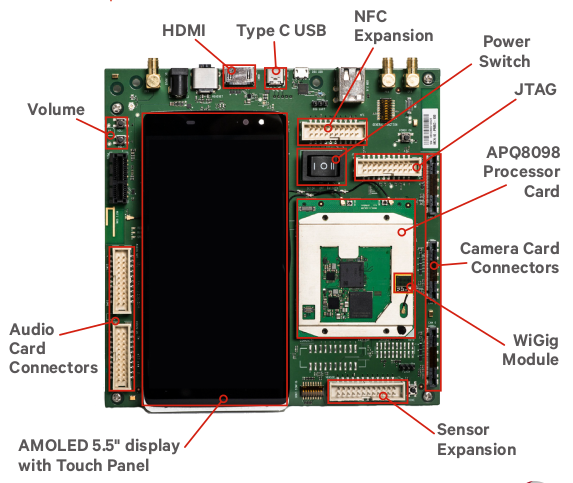 HDMI
Type C USB
NFC
Expansion
Power
Switch
Volume
JTAG
APQ8098
Processor
Card
Camera Card
Connectors
Audio
Card
Connectors
WiGig
Module
Sensor
Expansion
AMOLED 5.5" display
with Touch Panel